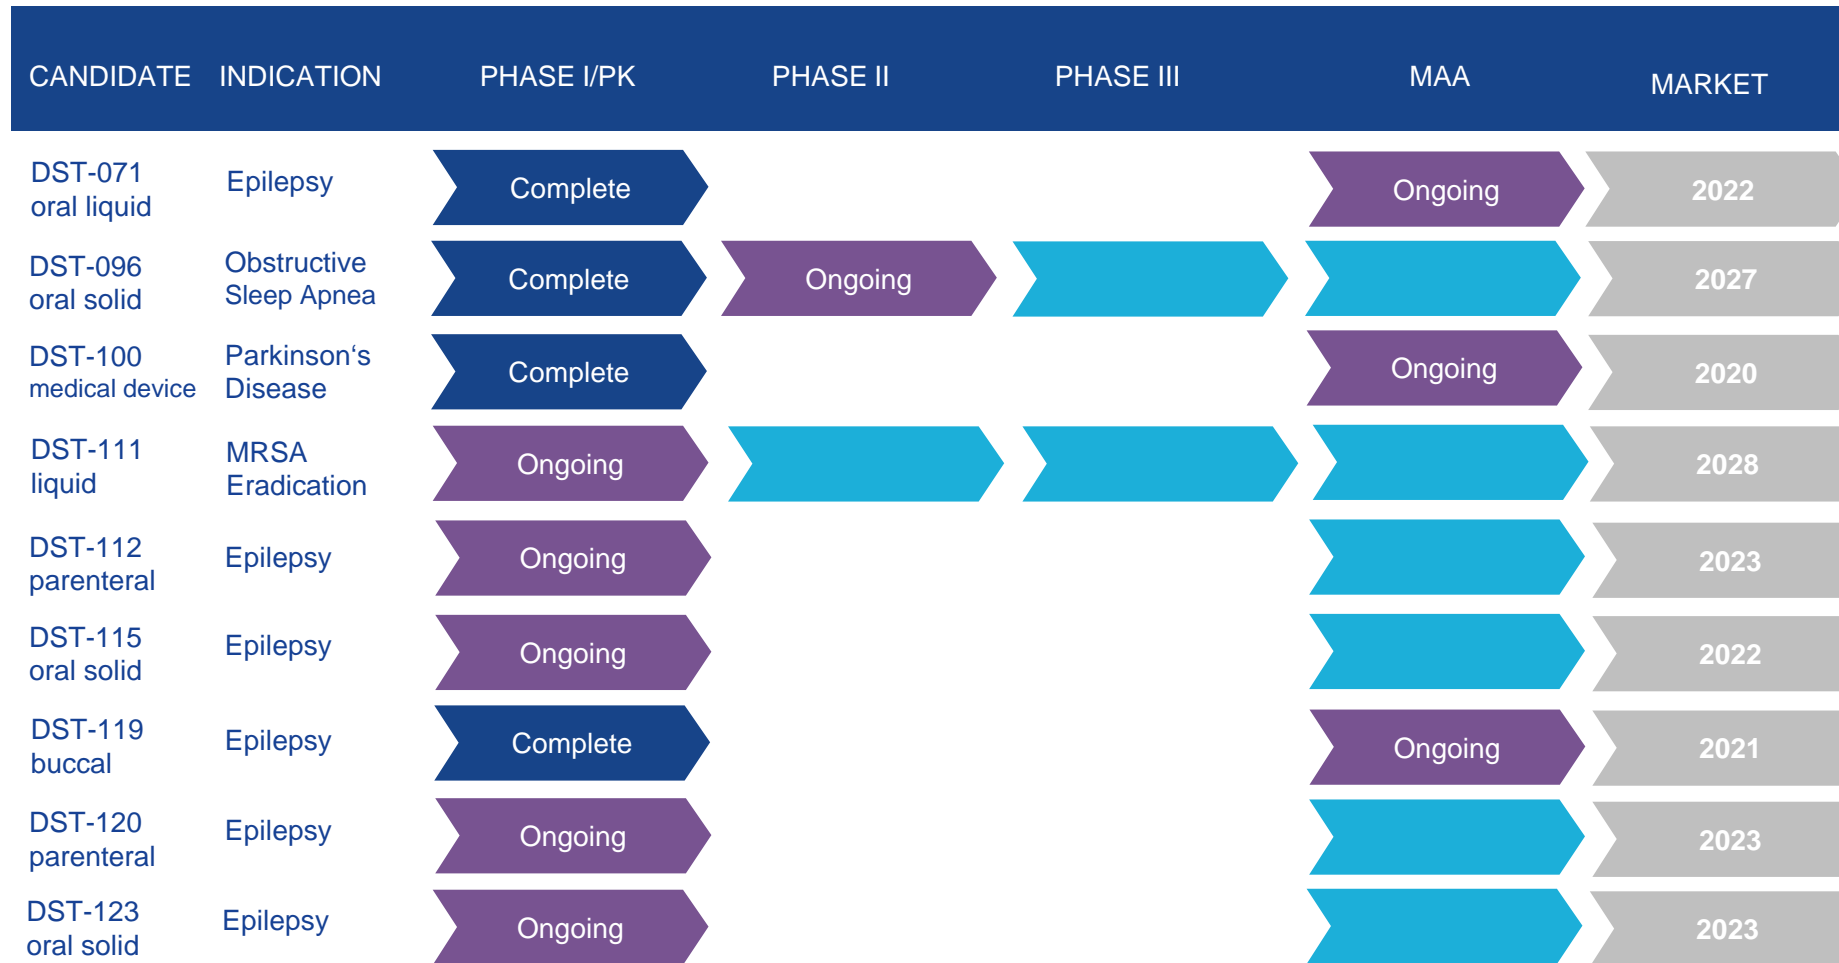 CANDIDATE INDICATION PHASE I/PK PHASE II PHASE III MAA MARKET
DST-071
oral liquid
Epilepsy
Complete
Ongoing
2022
DST-096
oral solid
Obstructive
Sleep Apnea
Complete
Ongoing
2027
DST-100
medical device
Parkinson‘s
Disease
Complete
Ongoing
2020
DST-111
liquid
MRSA
Eradication
Ongoing
2028
DST-112
parenteral
Epilepsy
Ongoing
2023
DST-115
oral solid
Epilepsy
Ongoing
2022
DST-119
buccal
Epilepsy
Complete
Ongoing
2021
DST-120
parenteral
Epilepsy
Ongoing
2023
DST-123
oral solid
Epilepsy
Ongoing
2023